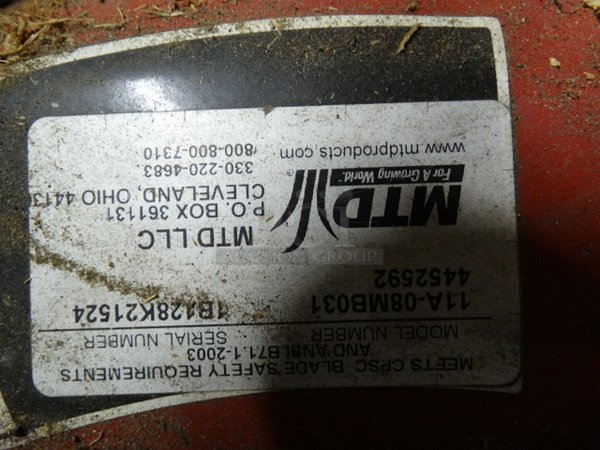 MEETS CPSC BLADE SAFETY REQUIREMENTS
AND ANSI B71.1-2003
MODEL NUMBER SERIAL NUMBER
11A-08MB031 1B128K21524
4452592
MTD
For A Growing World.™
www.mtdproducts.com
MTD LLC
P.O. BOX 361131
CLEVELAND, OHIO 4413
330-220-4683
800-800-7310
GROUP